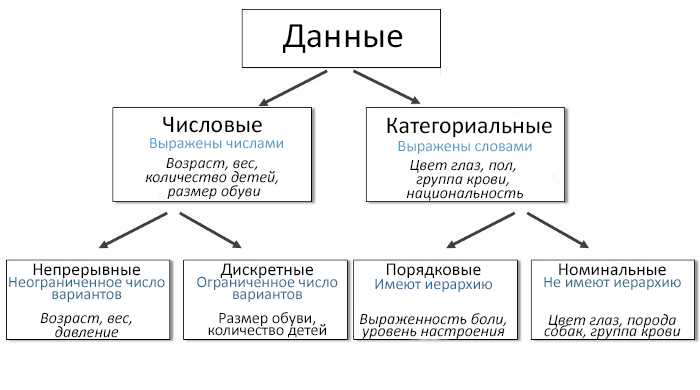 Данные
Числовые
Выражены числами
Возраст, вес,
количество детей,
размер обуви
Категориальные
Выражены словами
Цвет глаз, пол,
группа крови,
национальность
Непрерывные
Неограниченное число
вариантов
Возраст, вес,
давление
Дискретные
Ограниченное число
вариантов
Размер обуви,
количество детей
Порядковые
Имеют иерархию
Выраженность боли,
уровень настроения
Номинальные
Не имеют иерархию
Цвет глаз, порода
собак, группа крови